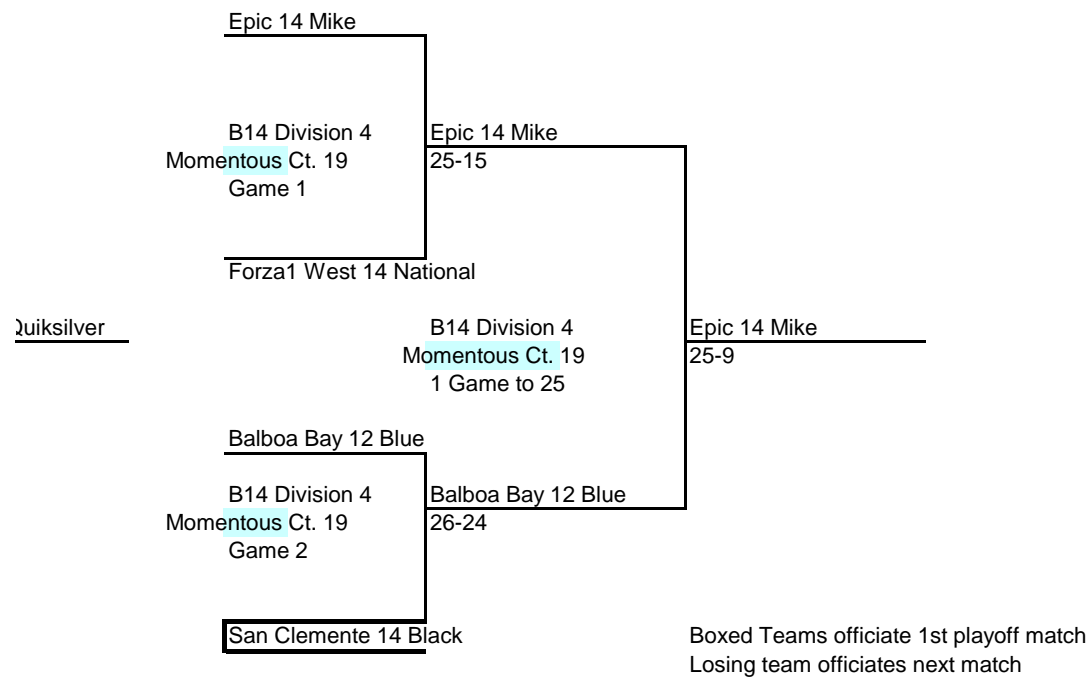 Epic 14 Mike
B14 Division 4
Momentous Ct. 19
Game 1
Epic 14 Mike
25-15
Forza1 West 14 National
Quiksilver
B14 Division 4
Momentous Ct. 19
1 Game to 25
Epic 14 Mike
25-9
Balboa Bay 12 Blue
B14 Division 4
Momentous Ct. 19
Game 2
Balboa Bay 12 Blue
26-24
San Clemente 14 Black
Boxed Teams officiate 1st playoff match
Losing team officiates next match